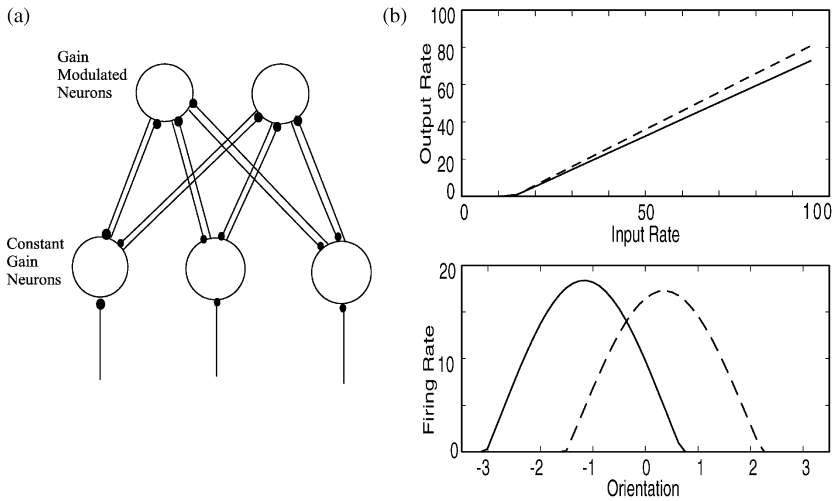 (a)
Gain
Modulated
Neurons
Constant
Gain
Neurons
(b)
100
80
60
40
20
0
Output Rate
0 50 100
Input Rate
20
10
0
Firing Rate
-3 -2 -1 0 1 2 3
Orientation